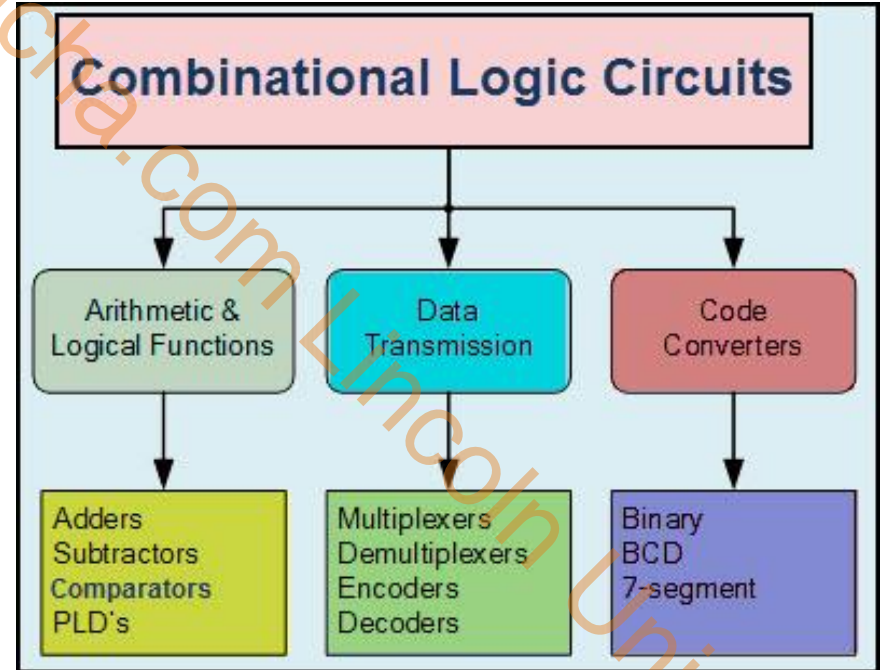 Combinational Logic Circuits
Arithmetic &
Logical Functions
Data
Transmission
Code
Converters
Adders
Subtractors
Comparators
PLD's
Multiplexers
Demultiplexers
Encoders
Decoders
Binary
BCD
7-segment
cha.com Lincoln Uni